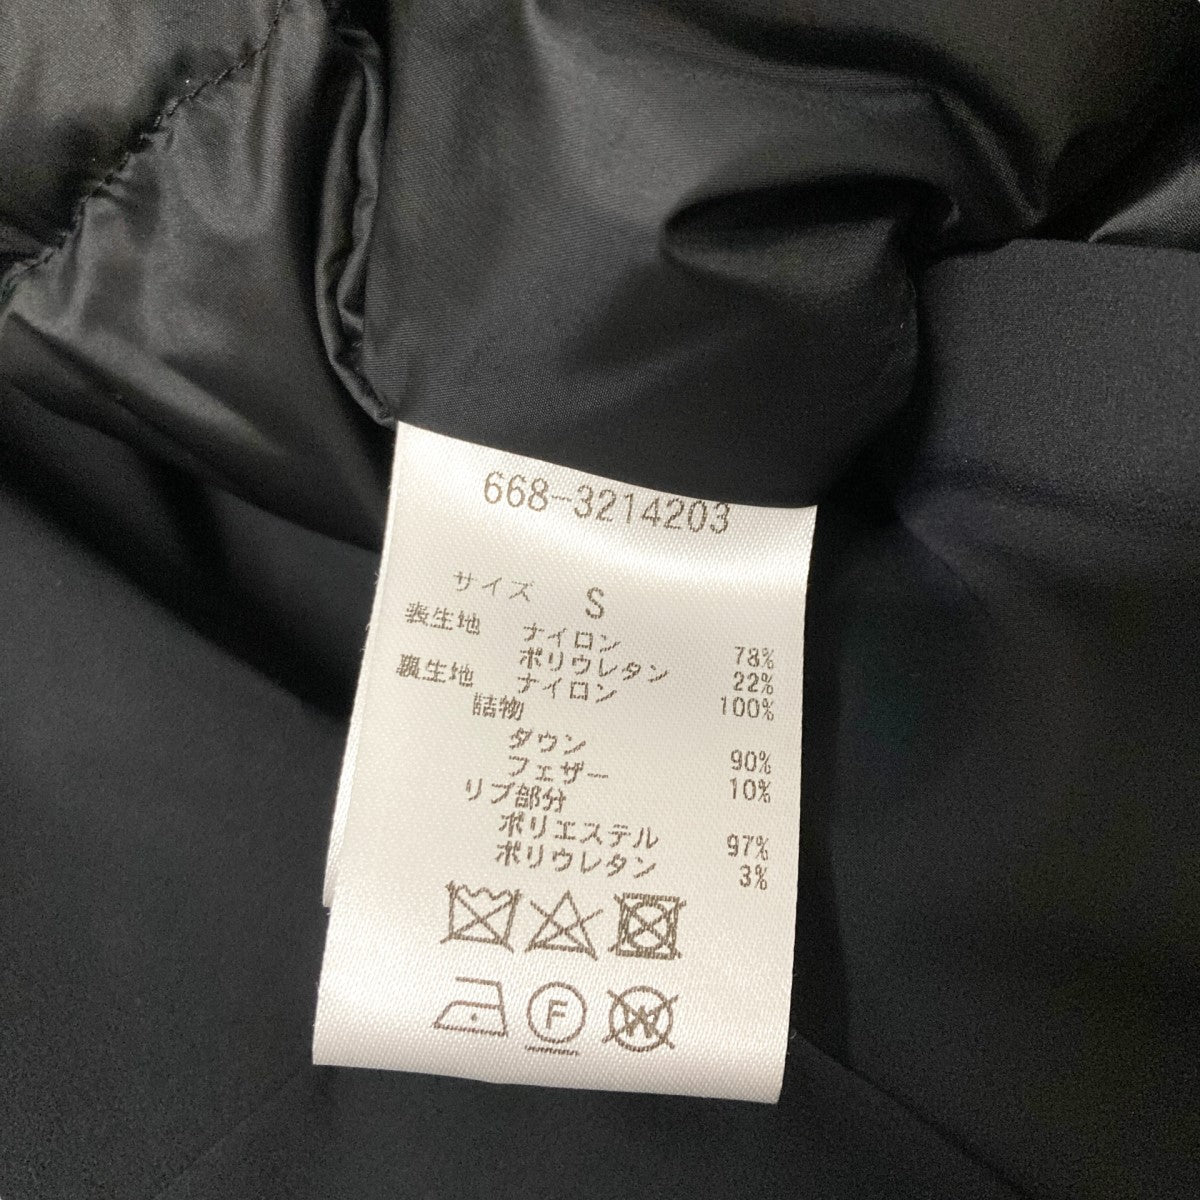 668-3214203
サイズ S
表生地 ナイロン 78%
ポリウレタン 22%
裏生地 ナイロン 100%
詰物
ダウン 90%
フェザー 10%
リブ部分
ポリエステル 97%
ポリウレタン 3%
F W